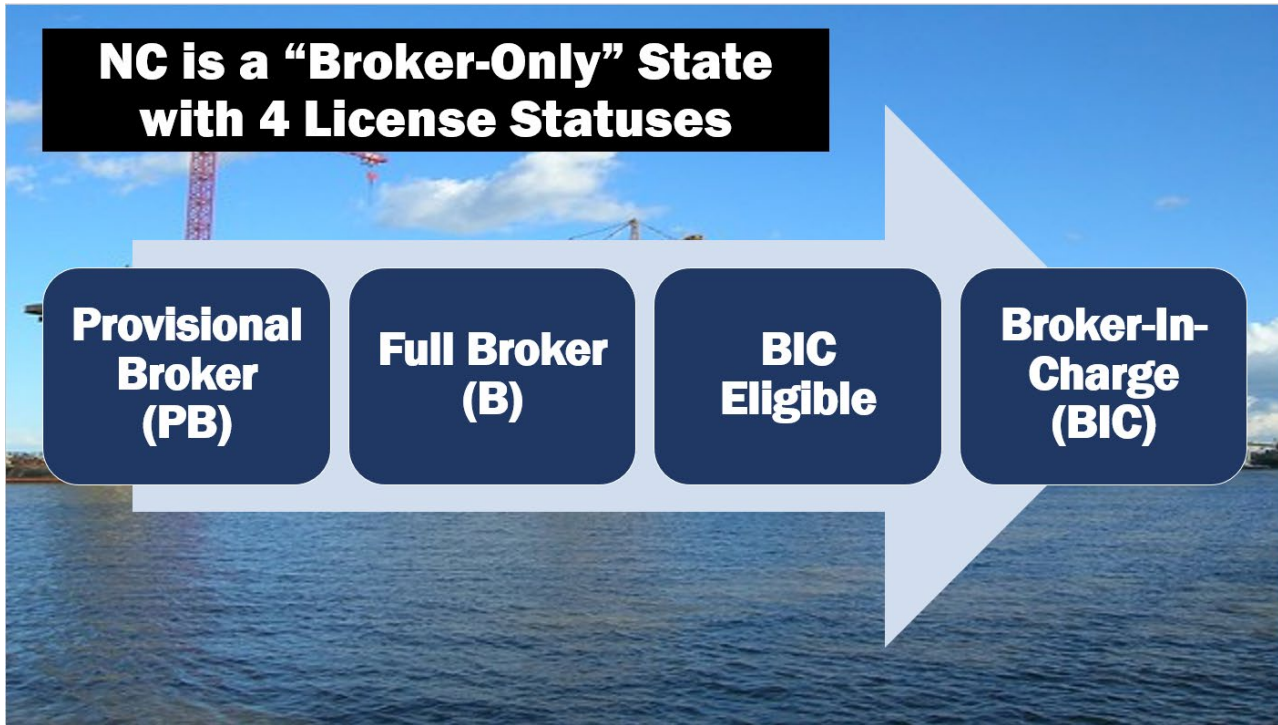 NC is a “Broker-Only” State
with 4 License Statuses
Provisional
Broker
(PB)
Full Broker
(B)
BIC
Eligible
Broker-In-
Charge
(BIC)